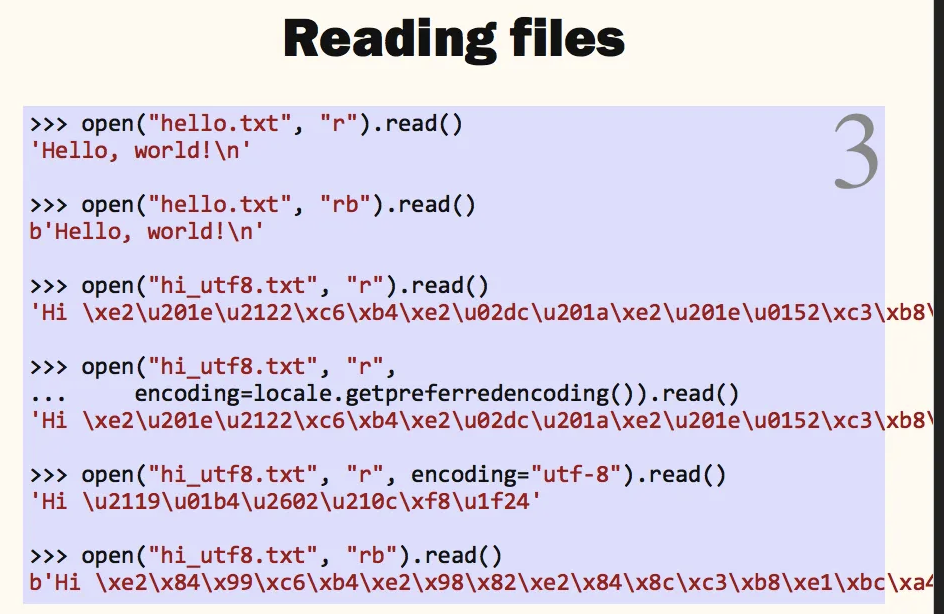 Reading files
3
>>> open("hello.txt", "r").read()
'Hello, world!\n'
>>> open("hello.txt", "rb").read()
b'Hello, world!\n'
>>> open("hi_utf8.txt", "r").read()
'Hi \xe2\u201e\u2122\xc6\xb4\xe2\u02dc\u201a\xe2\u201e\u0152\xc3\xb8\
>>> open("hi_utf8.txt", "r",
...     encoding=locale.getpreferredencoding()).read()
'Hi \xe2\u201e\u2122\xc6\xb4\xe2\u02dc\u201a\xe2\u201e\u0152\xc3\xb8\
>>> open("hi_utf8.txt", "r", encoding="utf-8").read()
'Hi \u2119\u01b4\u2602\u210c\xf8\u1f24'
>>> open("hi_utf8.txt", "rb").read()
b'Hi \xe2\x84\x99\xc6\xb4\xe2\x98\x82\xe2\x84\x8c\xc3\xb8\xe1\xbc\xa4